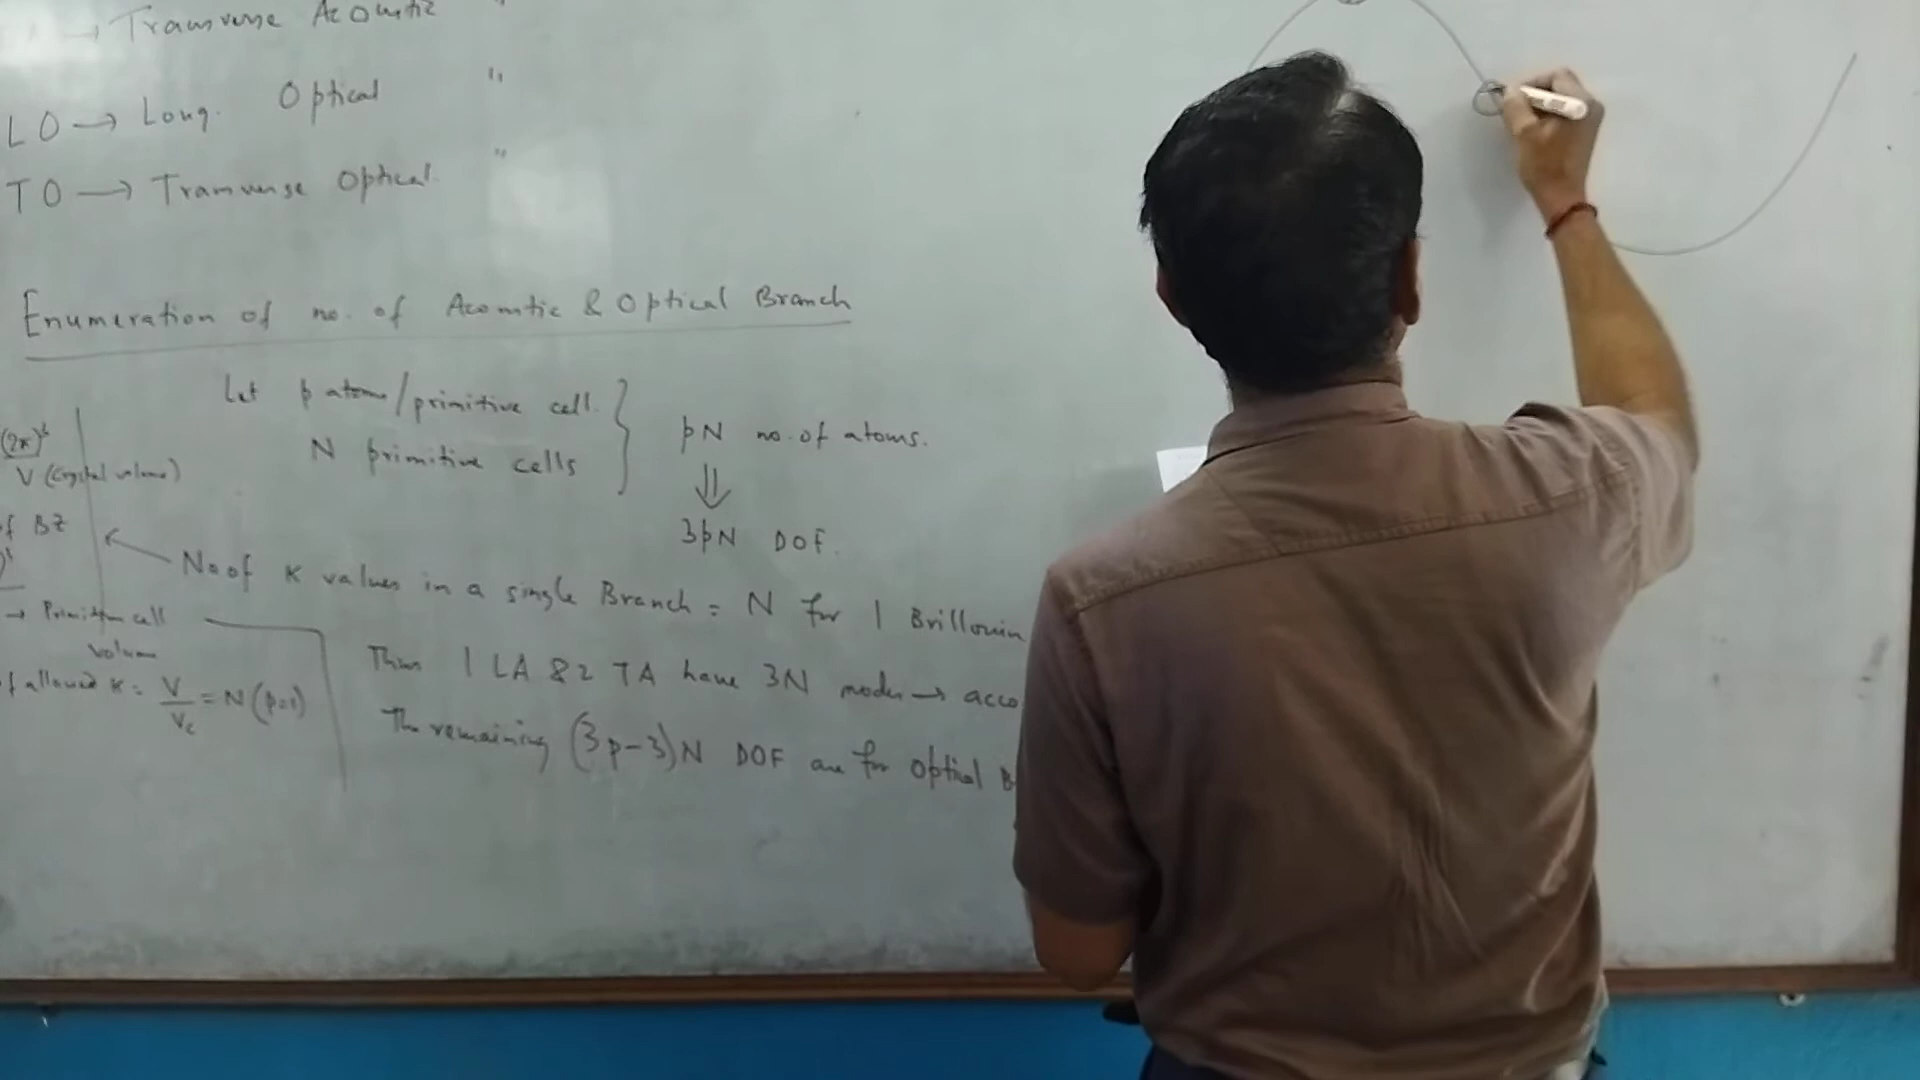 → Transverse Acoustic "
LO → Long. Optical "
TO → Transverse Optical "
Enumeration of no. of Acoustic & Optical Branch
Let p atoms/primitive cell.
N primitive cells
pN no. of atoms.
⇓
3pN DOF.
V (Crystal volume)
of BZ
No of K values in a single Branch = N for 1 Brillouin
→ Primitive cell
volume
of allowed K = V/Vc = N (p=1)
Thus 1 LA & 2 TA have 3N modes → acco
The remaining (3p-3)N DOF are for optical B